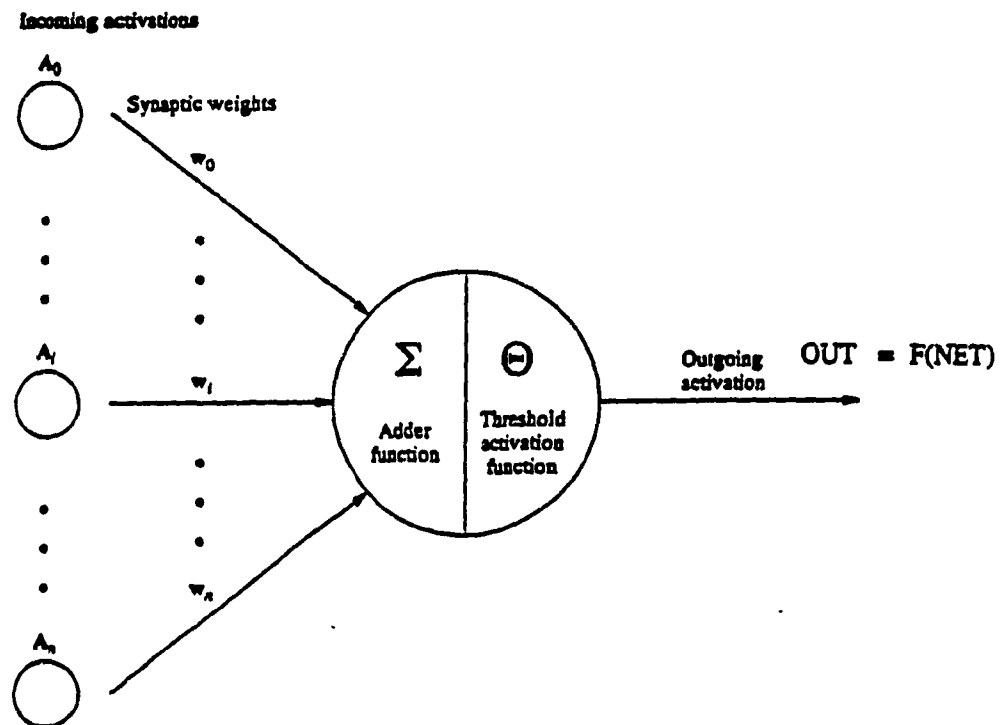 Incoming activations
A₀
Synaptic weights
w₀
Aᵢ
wᵢ
Σ
Θ
Adder
function
Threshold
activation
function
Outgoing
activation
OUT = F(NET)
wₙ
Aₙ